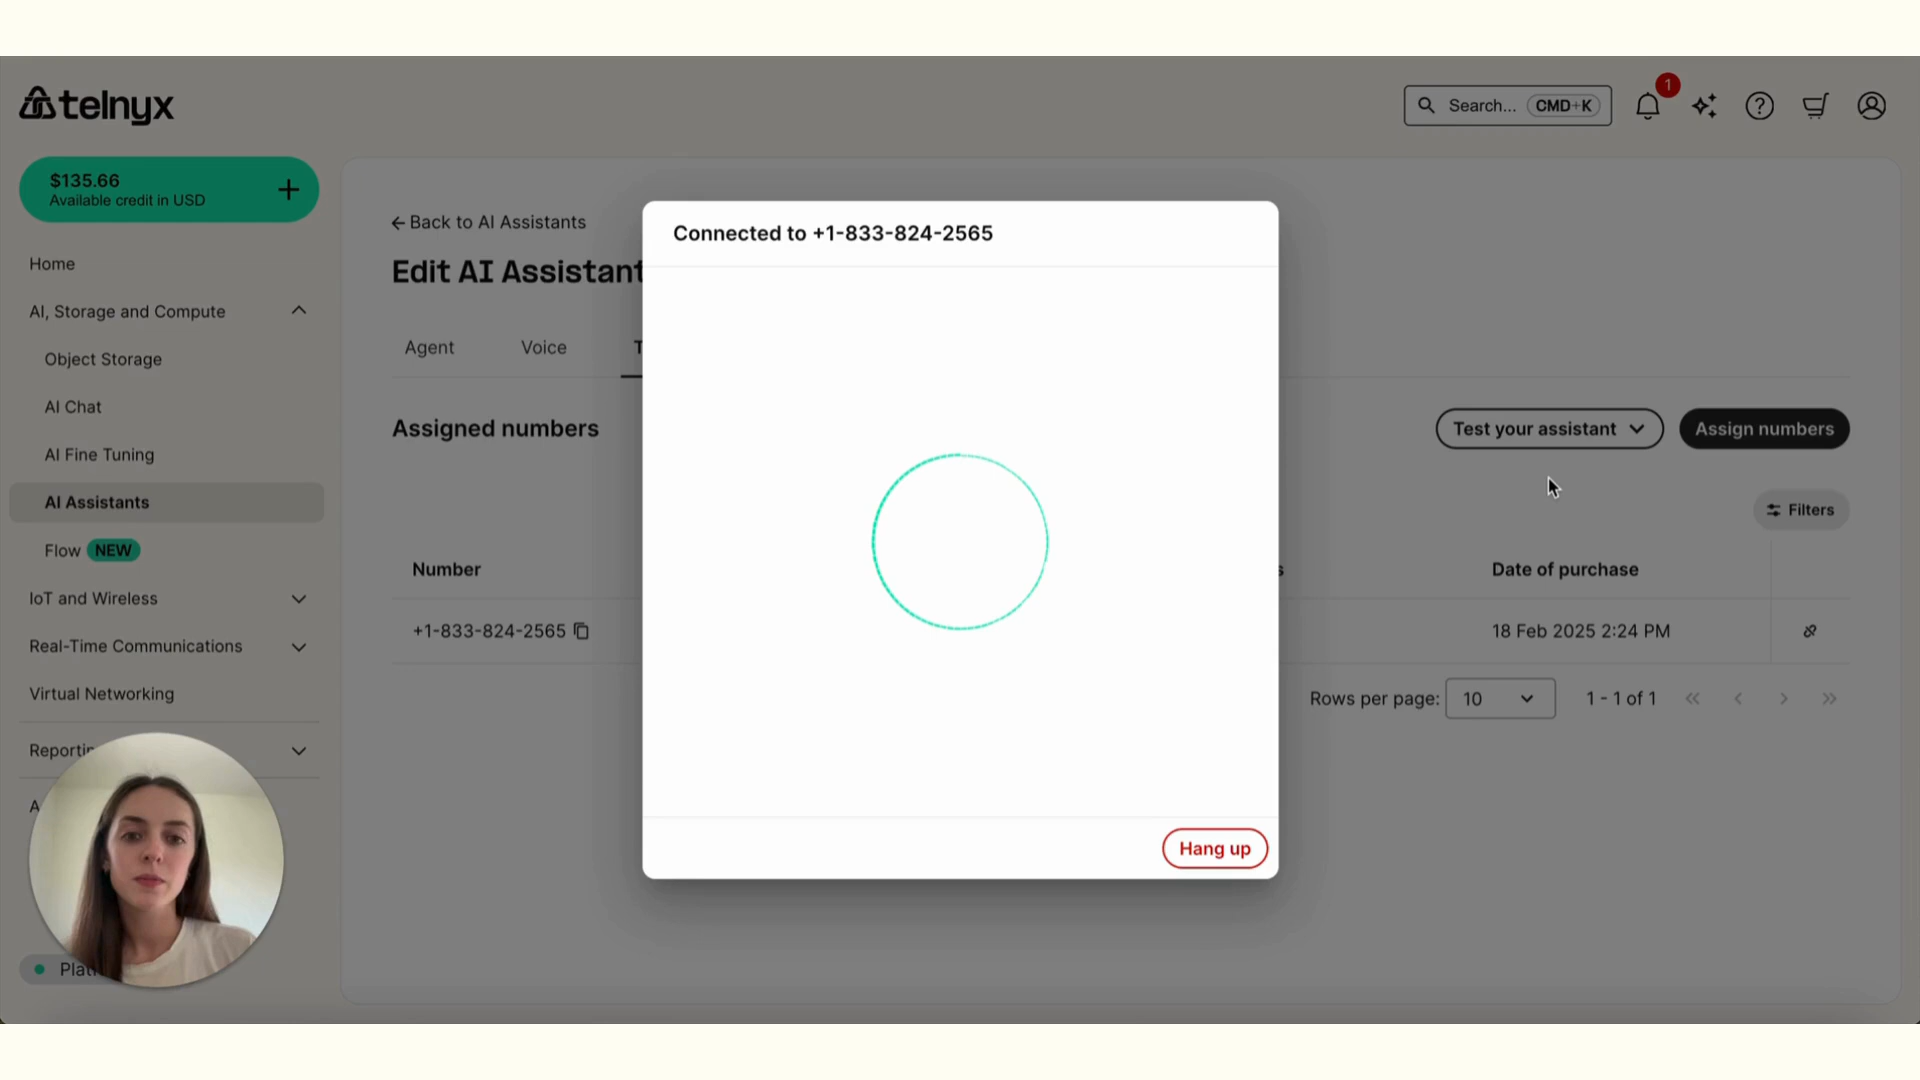 telnyx
Search... CMD+K
1
$135.66
Available credit in USD
Home
AI, Storage and Compute
Object Storage
AI Chat
AI Fine Tuning
AI Assistants
Flow NEW
IoT and Wireless
Real-Time Communications
Virtual Networking
Back to AI Assistants
Edit AI Assistant
Agent Voice
Assigned numbers
Test your assistant
Assign numbers
Filters
Number
Date of purchase
+1-833-824-2565
18 Feb 2025 2:24 PM
Rows per page: 10
1 - 1 of 1
Connected to +1-833-824-2565
Hang up